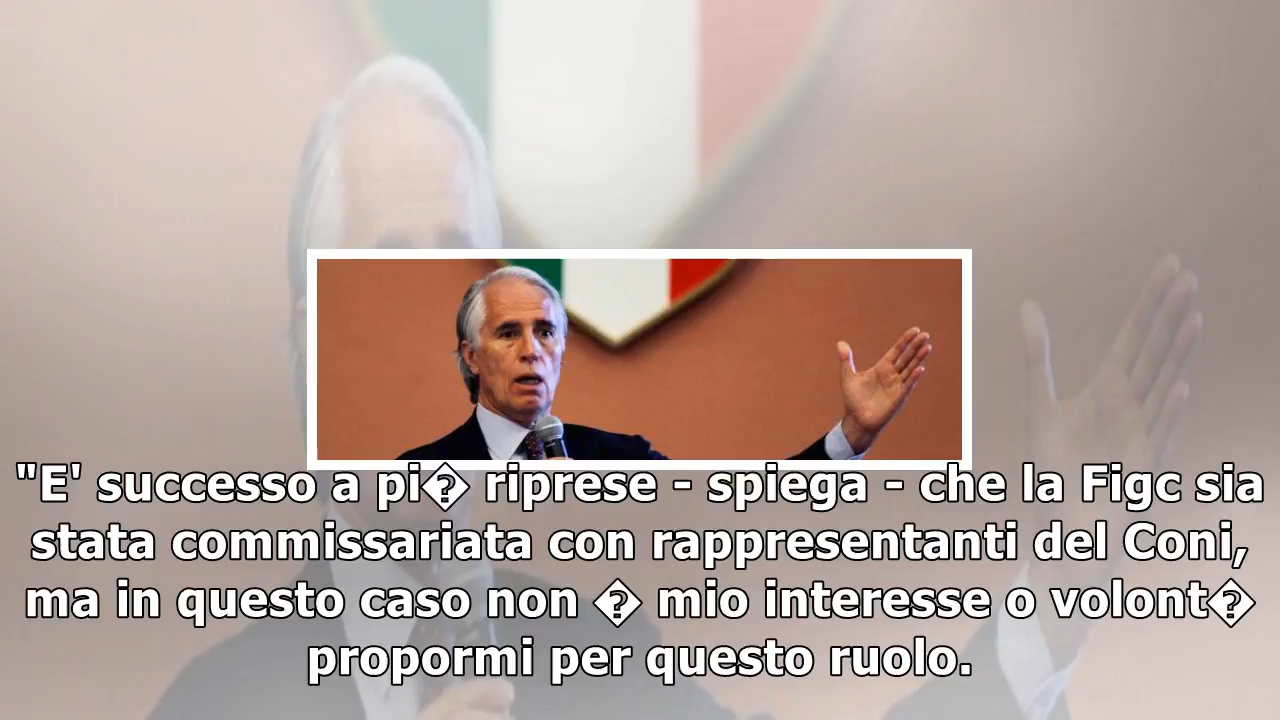 "E' successo a pi� riprese - spiega - che la Figc sia
stata commissariata con rappresentanti del Coni,
ma in questo caso non � mio interesse o volont�
propormi per questo ruolo.